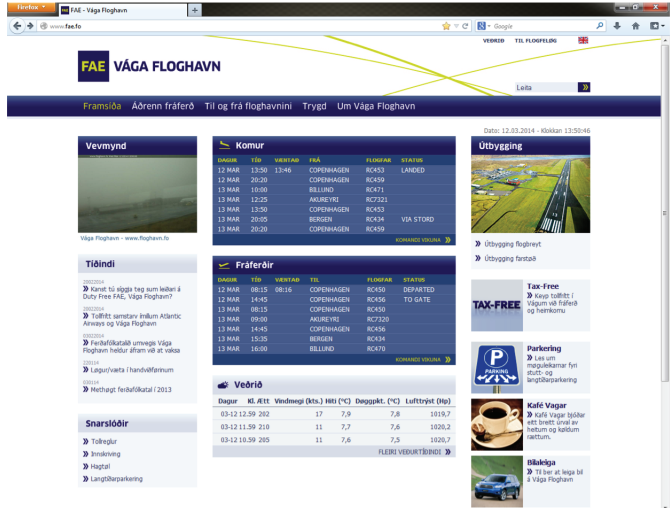 Firefox
FAE - Vága Floghavn
www.fae.fo
Google
VEÐRIÐ TIL FLOGFELØG
FAE VÁGA FLOGHAVN
Leita
Framsíða Áðrenn fráferð Til og frá floghavnini Trygd Um Vága Floghavn
Dato: 12.03.2014 - Klokkan 13:50:46
Vevmynd
Vága Floghavn - www.floghavn.fo
Tíðindi
20022014
Kanst tú síggja teg sum leiðari á
Duty Free FAE, Vága Floghavn?
Tollfritt samstarv ímillum Atlantic
Airways og Vága Floghavn
Ferðafólkatalið umvegis Vága
Floghavn heldur áfram við at vaksa
Løgur/væta í handviðførinum
Methøgt ferðafólkatal í 2013
Snarslóðir
Tollreglur
Innskriving
Hagtøl
Langtíðarparkering
Komur
DAGUR TÍÐ VÆNTAÐ FRÁ FLOGFAR STATUS
12 MAR 13:50 13:46 COPENHAGEN RC453 LANDED
12 MAR 20:20 COPENHAGEN RC459
13 MAR 10:00 BILLUND RC471
13 MAR 12:25 AKUREYRI RC7321
13 MAR 13:50 COPENHAGEN RC453
13 MAR 20:05 BERGEN RC434 VIA STORD
13 MAR 20:20 COPENHAGEN RC459
KOMANDI VIKUNA
Fráferðir
DAGUR TÍÐ VÆNTAÐ TIL FLOGFAR STATUS
12 MAR 08:15 08:16 COPENHAGEN RC450 DEPARTED
12 MAR 14:45 COPENHAGEN RC456 TO GATE
13 MAR 08:15 COPENHAGEN RC450
13 MAR 09:00 AKUREYRI RC7320
13 MAR 14:45 COPENHAGEN RC456
13 MAR 15:35 BERGEN RC434
13 MAR 16:00 BILLUND RC470
KOMANDI VIKUNA
Veðrið
Dagur Kl. Ætt Vindmegi (kts.) Hiti (°C) Døggpkt. (°C) Lufttrýst (Hp)
03-12 12.59 202 17 7,9 7,8 1019,7
03-12 11.59 210 11 7,7 7,6 1020,2
03-12 10.59 205 11 7,6 7,5 1020,7
FLEIRI VEÐURTÍÐINDI
Útbygging
Útbygging flogbreyt
Útbygging farstøð
TAX-FREE
Tax-Free
Keyp tollfrítt í
Vágum við fráferð
og heimkomu
PARKING
Parkering
Les um
møguleikarnar fyri
stutt- og
langtíðarparkering
Kafé Vagar
Kafé Vagar bjóðar
eitt breitt úrval av
heitum og køldum
rættum.
Bilaleiga
Til ber at leiga bil
á Vága Floghavn